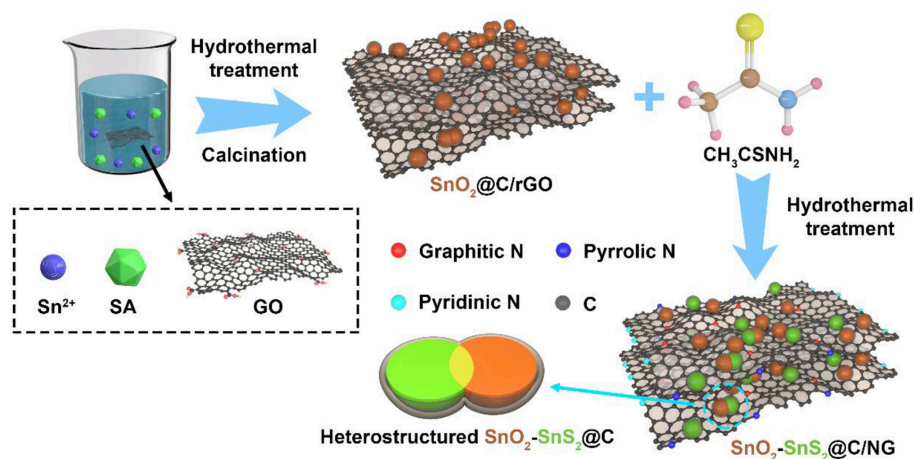 Hydrothermal
treatment
Calcination
SnO₂@C/rGO
CH₃CSNH₂
Hydrothermal
treatment
Sn²⁺
SA
GO
Graphitic N
Pyrrolic N
Pyridinic N
C
Heterostructured SnO₂-SnS₂@C
SnO₂-SnS₂@C/NG